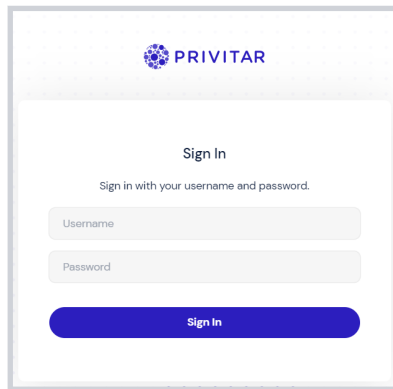 PRIVITAR
Sign In
Sign in with your username and password.
Username
Password
Sign In